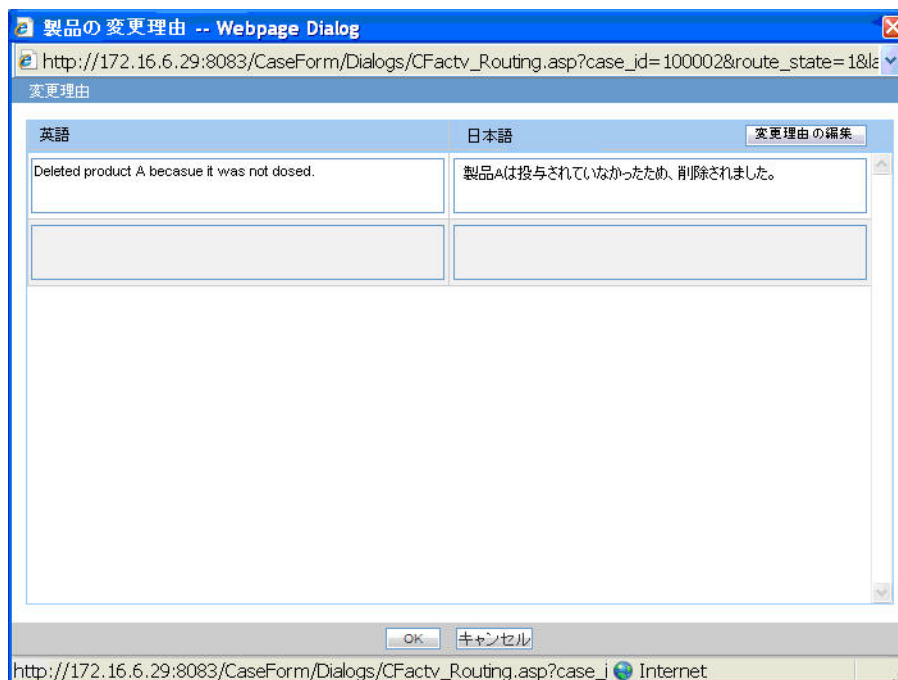 製品の変更理由 -- Webpage Dialog
http://172.16.6.29:8083/CaseForm/Dialogs/CFactv_Routing.asp?case_id=100002&route_state=1&la
変更理由
英語 日本語 変更理由の編集
Deleted product A becasue it was not dosed. 製品Aは投与されていなかったため、削除されました。
OK キャンセル
http://172.16.6.29:8083/CaseForm/Dialogs/CFactv_Routing.asp?case_i Internet